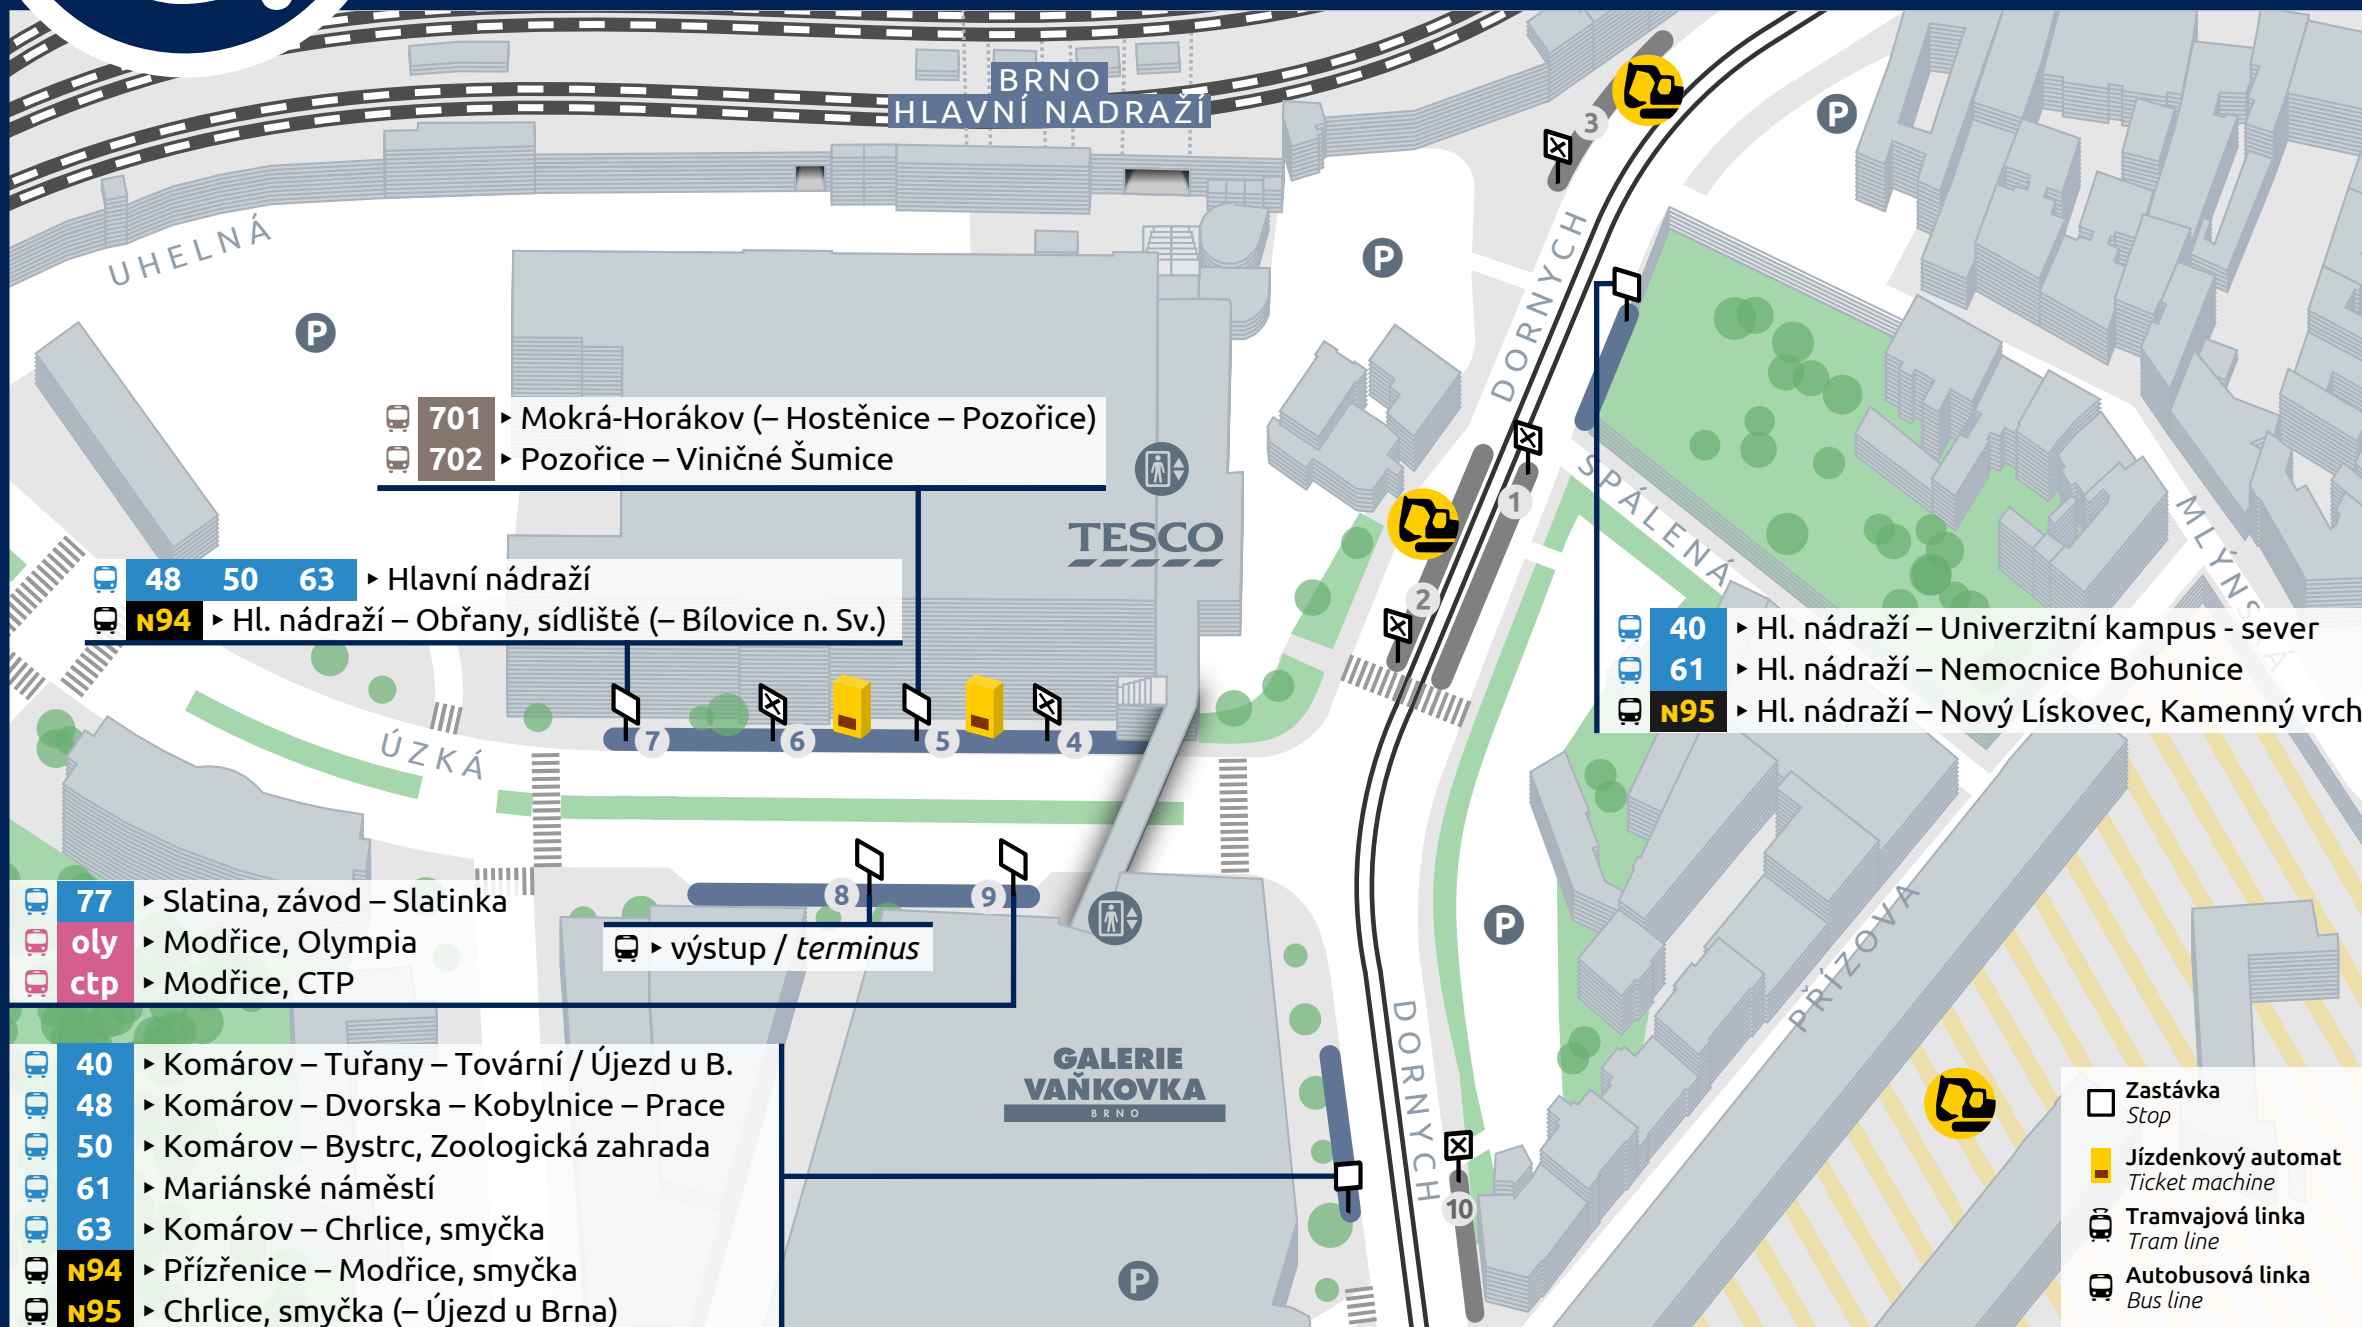 BRNO
HLAVNÍ NADRAŽÍ
UHELNÁ
P
P
P
3
DORNYCH
701 ▸ Mokrá-Horákov (– Hostěnice – Pozořice)
702 ▸ Pozořice – Viničné Šumice
TESCO
1
SPÁLENÁ
MLÝNSKÁ
48 50 63 ▸ Hlavní nádraží
N94 ▸ Hl. nádraží – Obřany, sídliště (– Bílovice n. Sv.)
2
40 ▸ Hl. nádraží – Univerzitní kampus - sever
61 ▸ Hl. nádraží – Nemocnice Bohunice
N95 ▸ Hl. nádraží – Nový Lískovec, Kamenný vrch
ÚZKÁ
7
6
5
4
77 ▸ Slatina, závod – Slatinka
oly ▸ Modřice, Olympia
ctp ▸ Modřice, CTP
8
9
▸ výstup / terminus
P
PŘÍZOVA
DORNYCH
40 ▸ Komárov – Tuřany – Tovární / Újezd u B.
48 ▸ Komárov – Dvorska – Kobylnice – Prace
50 ▸ Komárov – Bystrc, Zoologická zahrada
61 ▸ Mariánské náměstí
63 ▸ Komárov – Chrlice, smyčka
N94 ▸ Přízřenice – Modřice, smyčka
N95 ▸ Chrlice, smyčka (– Újezd u Brna)
GALERIE
VAŇKOVKA
BRNO
10
P
Zastávka
Stop
Jízdenkový automat
Ticket machine
Tramvajová linka
Tram line
Autobusová linka
Bus line